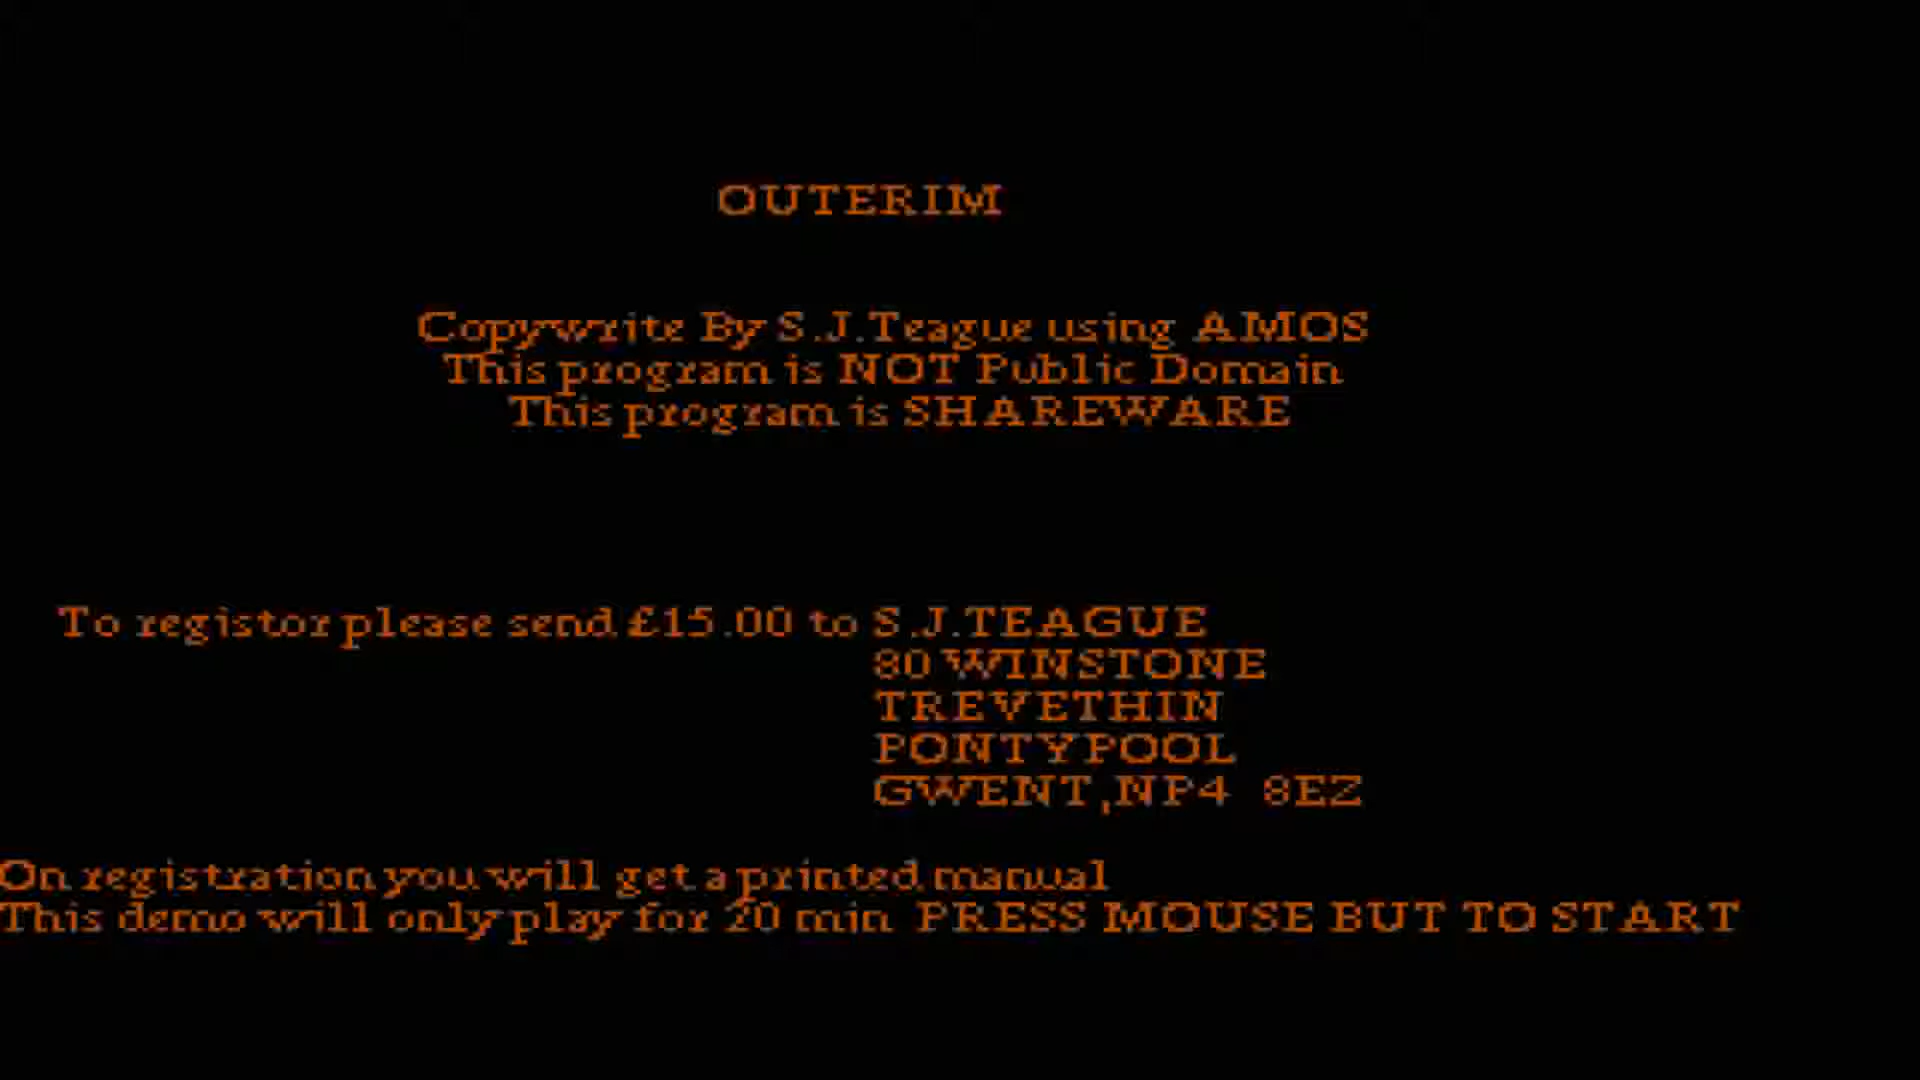 OUTERIM
Copywrite By S.J.Teague using AMOS
This program is NOT Public Domain
This program is SHAREWARE
To registor please send £15.00 to S.J.TEAGUE
80 WINSTONE
TREVETHIN
PONTYPOOL
GWENT,NP4 8EZ
On registration you will get a printed manual
This demo will only play for 20 min PRESS MOUSE BUT TO START